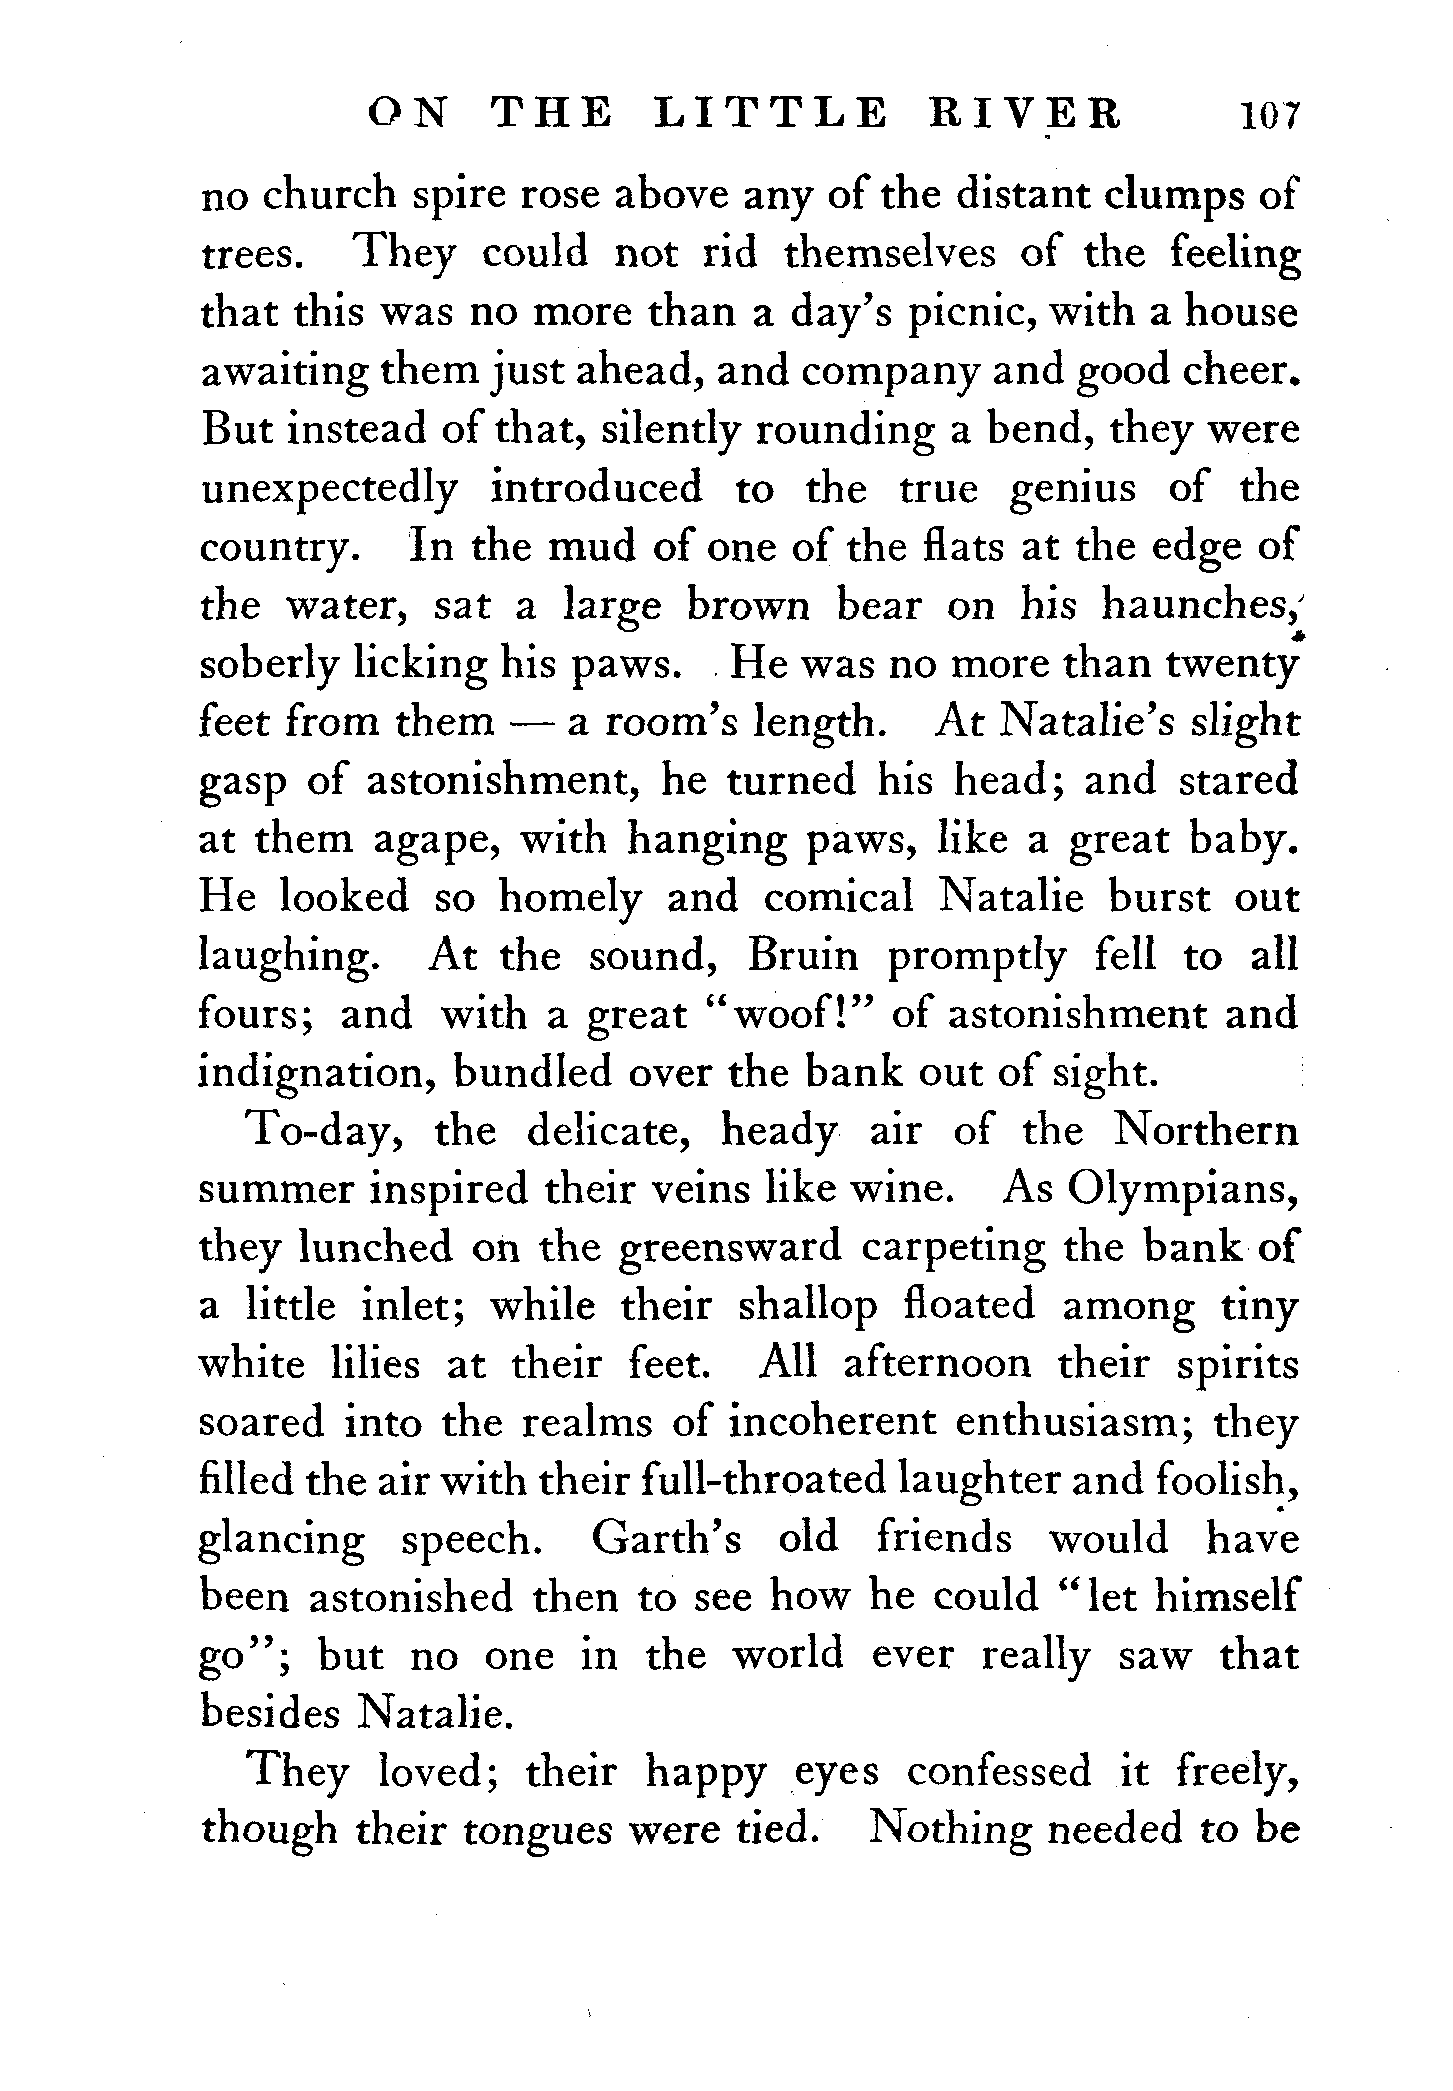 ON THE LITTLE RIVER 107
no church spire rose above any of the distant clumps of
trees. They could not rid themselves of the feeling
that this was no more than a day's picnic, with a house
awaiting them just ahead, and company and good cheer.
But instead of that, silently rounding a bend, they were
unexpectedly introduced to the true genius of the
country. In the mud of one of the flats at the edge of
the water, sat a large brown bear on his haunches,
soberly licking his paws. He was no more than twenty
feet from them — a room's length. At Natalie's slight
gasp of astonishment, he turned his head; and stared
at them agape, with hanging paws, like a great baby.
He looked so homely and comical Natalie burst out
laughing. At the sound, Bruin promptly fell to all
fours; and with a great "woof!" of astonishment and
indignation, bundled over the bank out of sight.
To-day, the delicate, heady air of the Northern
summer inspired their veins like wine. As Olympians,
they lunched on the greensward carpeting the bank of
a little inlet; while their shallop floated among tiny
white lilies at their feet. All afternoon their spirits
soared into the realms of incoherent enthusiasm; they
filled the air with their full-throated laughter and foolish,
glancing speech. Garth's old friends would have
been astonished then to see how he could "let himself
go"; but no one in the world ever really saw that
besides Natalie.
They loved; their happy eyes confessed it freely,
though their tongues were tied. Nothing needed to be